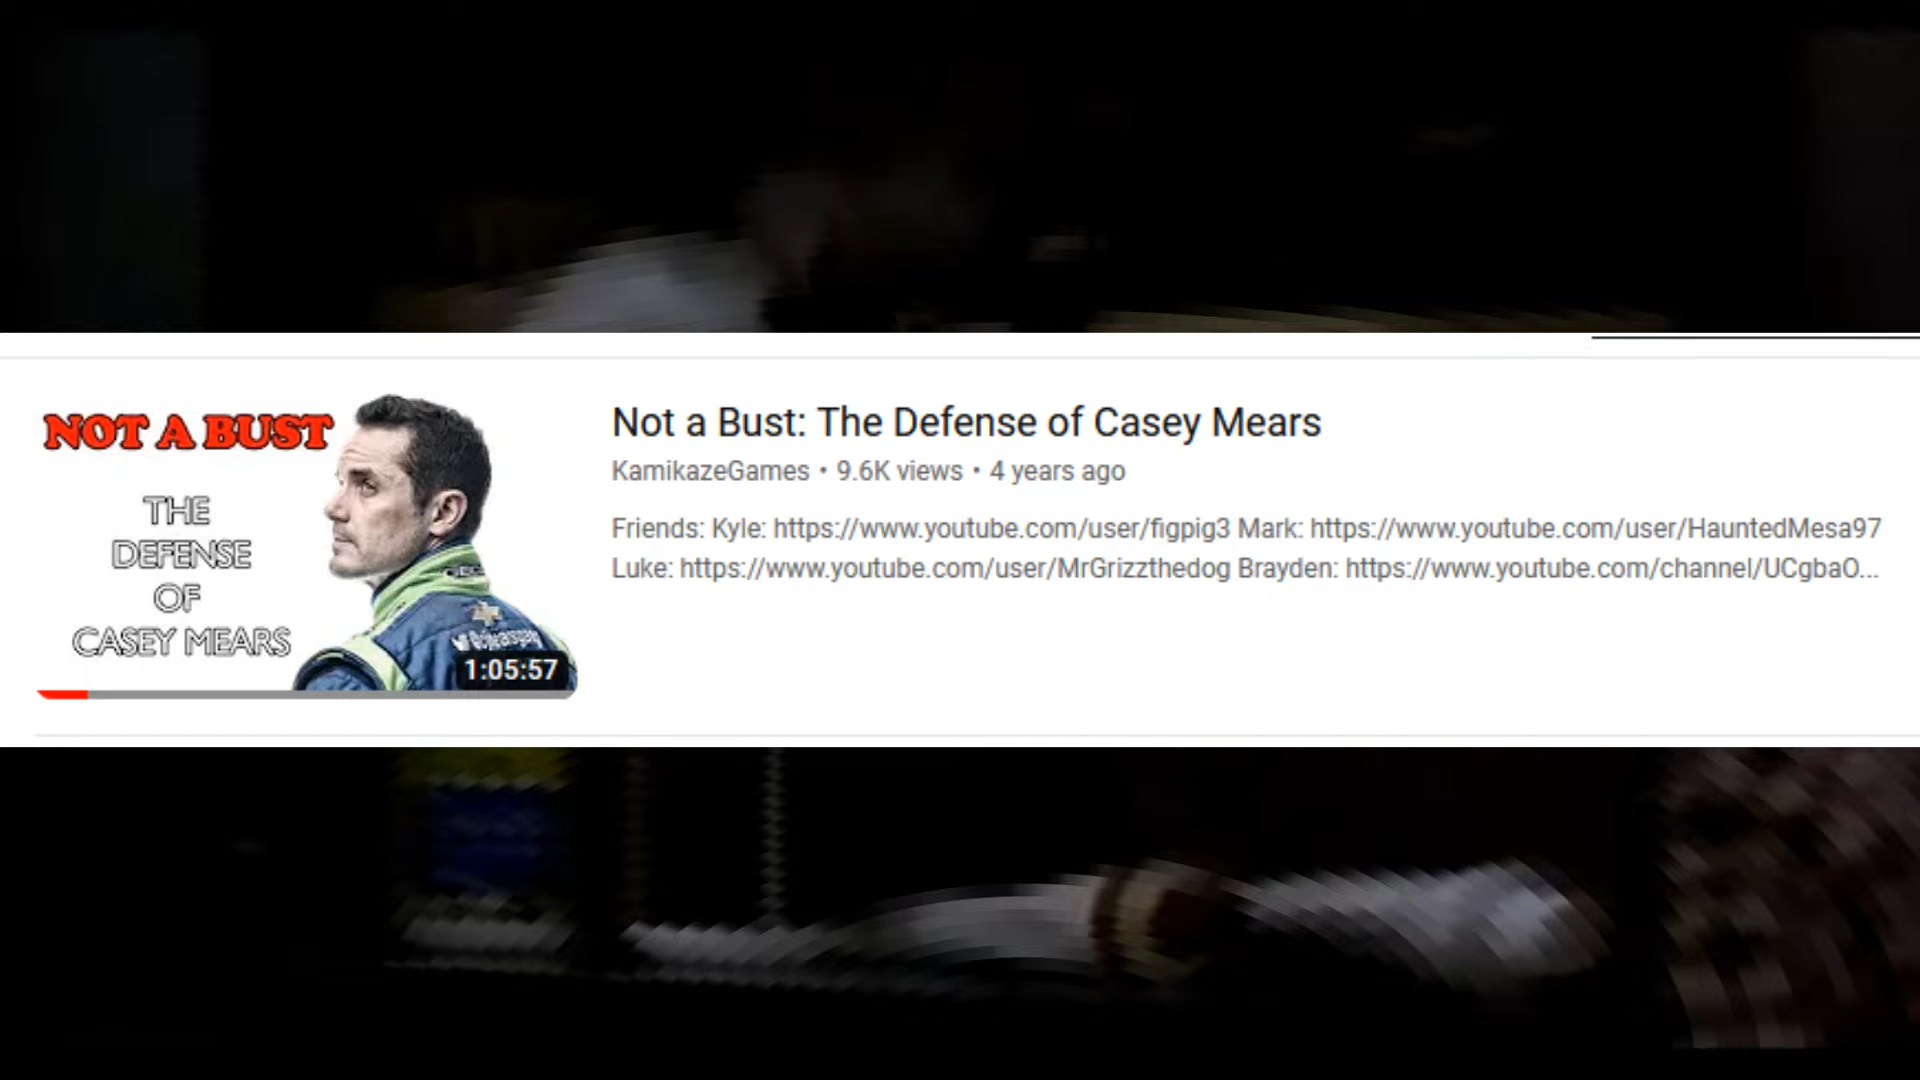 NOT A BUST
THE
DEFENSE
OF
CASEY MEARS
1:05:57
Not a Bust: The Defense of Casey Mears
KamikazeGames • 9.6K views • 4 years ago
Friends: Kyle: https://www.youtube.com/user/figpig3 Mark: https://www.youtube.com/user/HauntedMesa97
Luke: https://www.youtube.com/user/MrGrizzthedog Brayden: https://www.youtube.com/channel/UCgbaO...